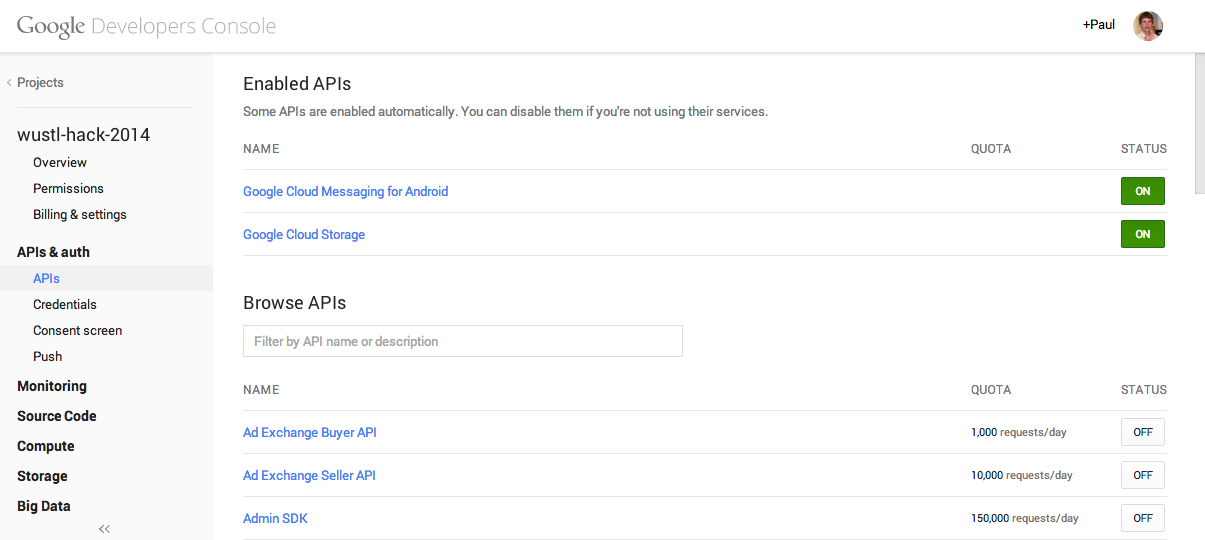 Google Developers Console
+Paul
Projects
wustl-hack-2014
Overview
Permissions
Billing & settings
APIs & auth
APIs
Credentials
Consent screen
Push
Monitoring
Source Code
Compute
Storage
Big Data
Enabled APIs
Some APIs are enabled automatically. You can disable them if you're not using their services.
NAME QUOTA STATUS
Google Cloud Messaging for Android ON
Google Cloud Storage ON
Browse APIs
Filter by API name or description
NAME QUOTA STATUS
Ad Exchange Buyer API 1,000 requests/day OFF
Ad Exchange Seller API 10,000 requests/day OFF
Admin SDK 150,000 requests/day OFF